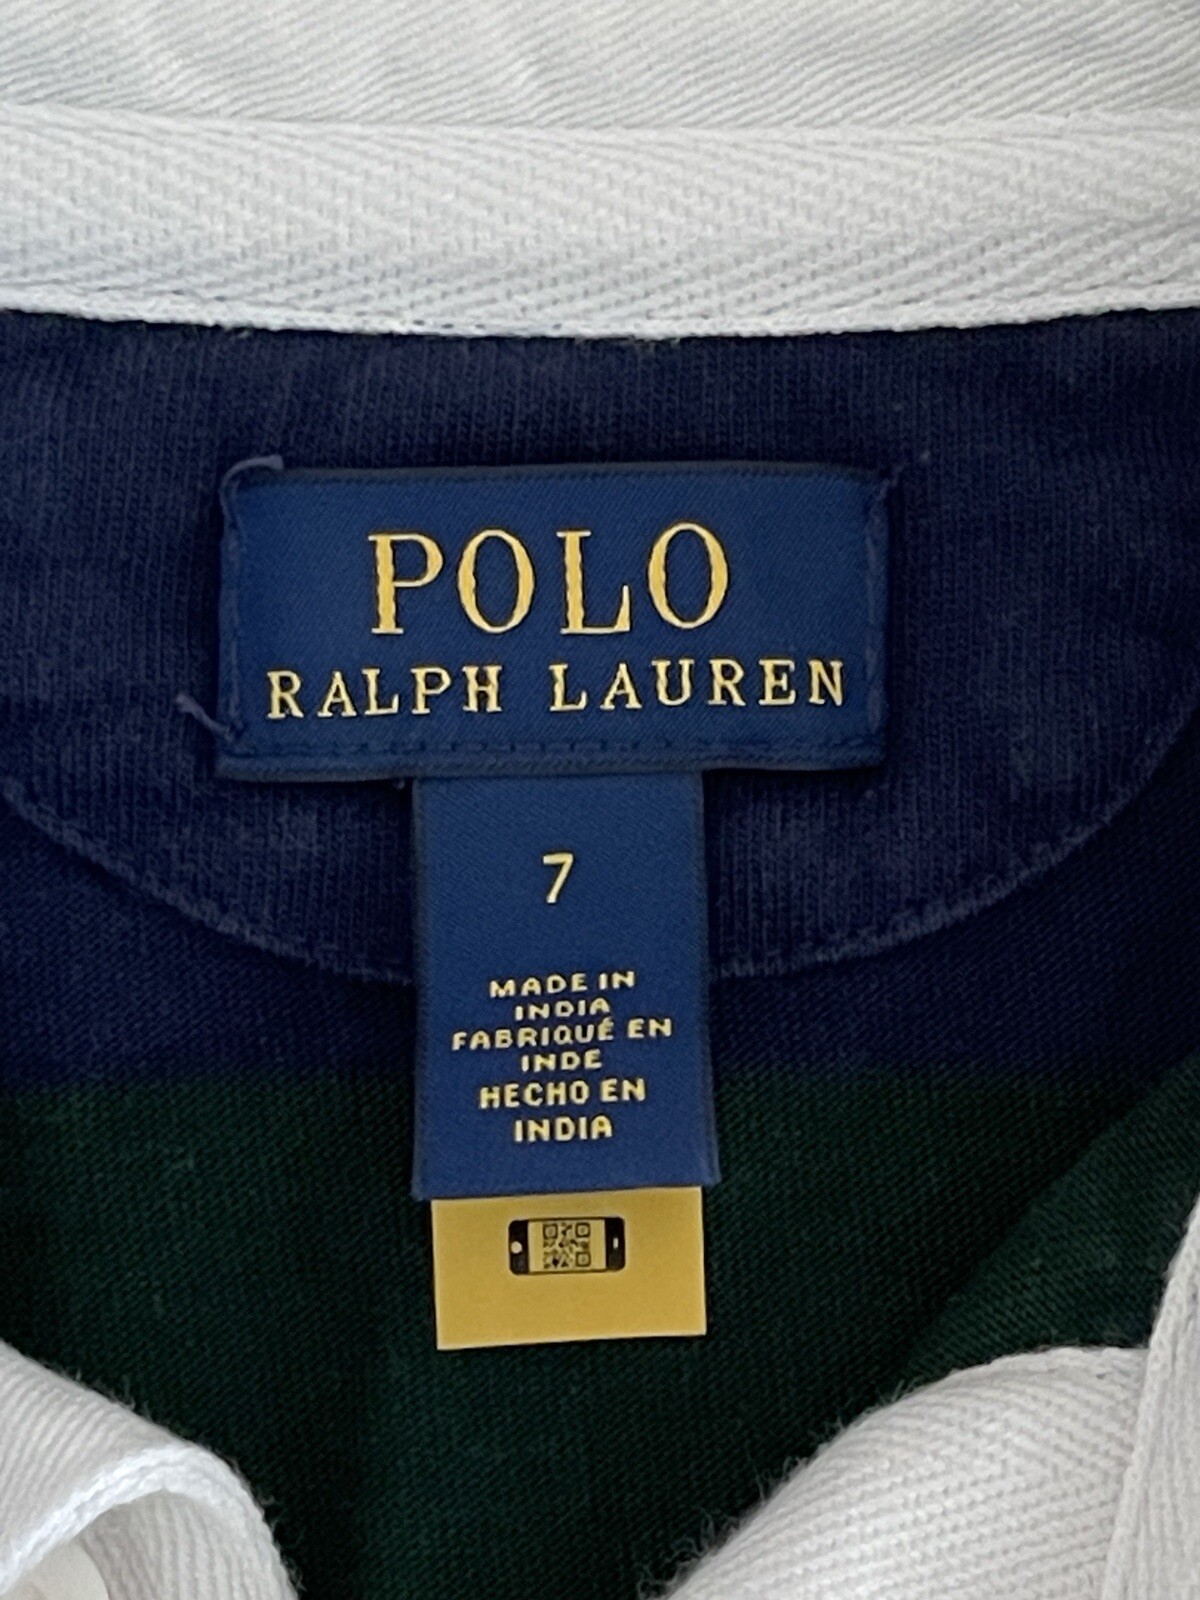 POLO
RALPH LAUREN
7
MADE IN
INDIA
FABRIQUÉ EN
INDE
HECHO EN
INDIA